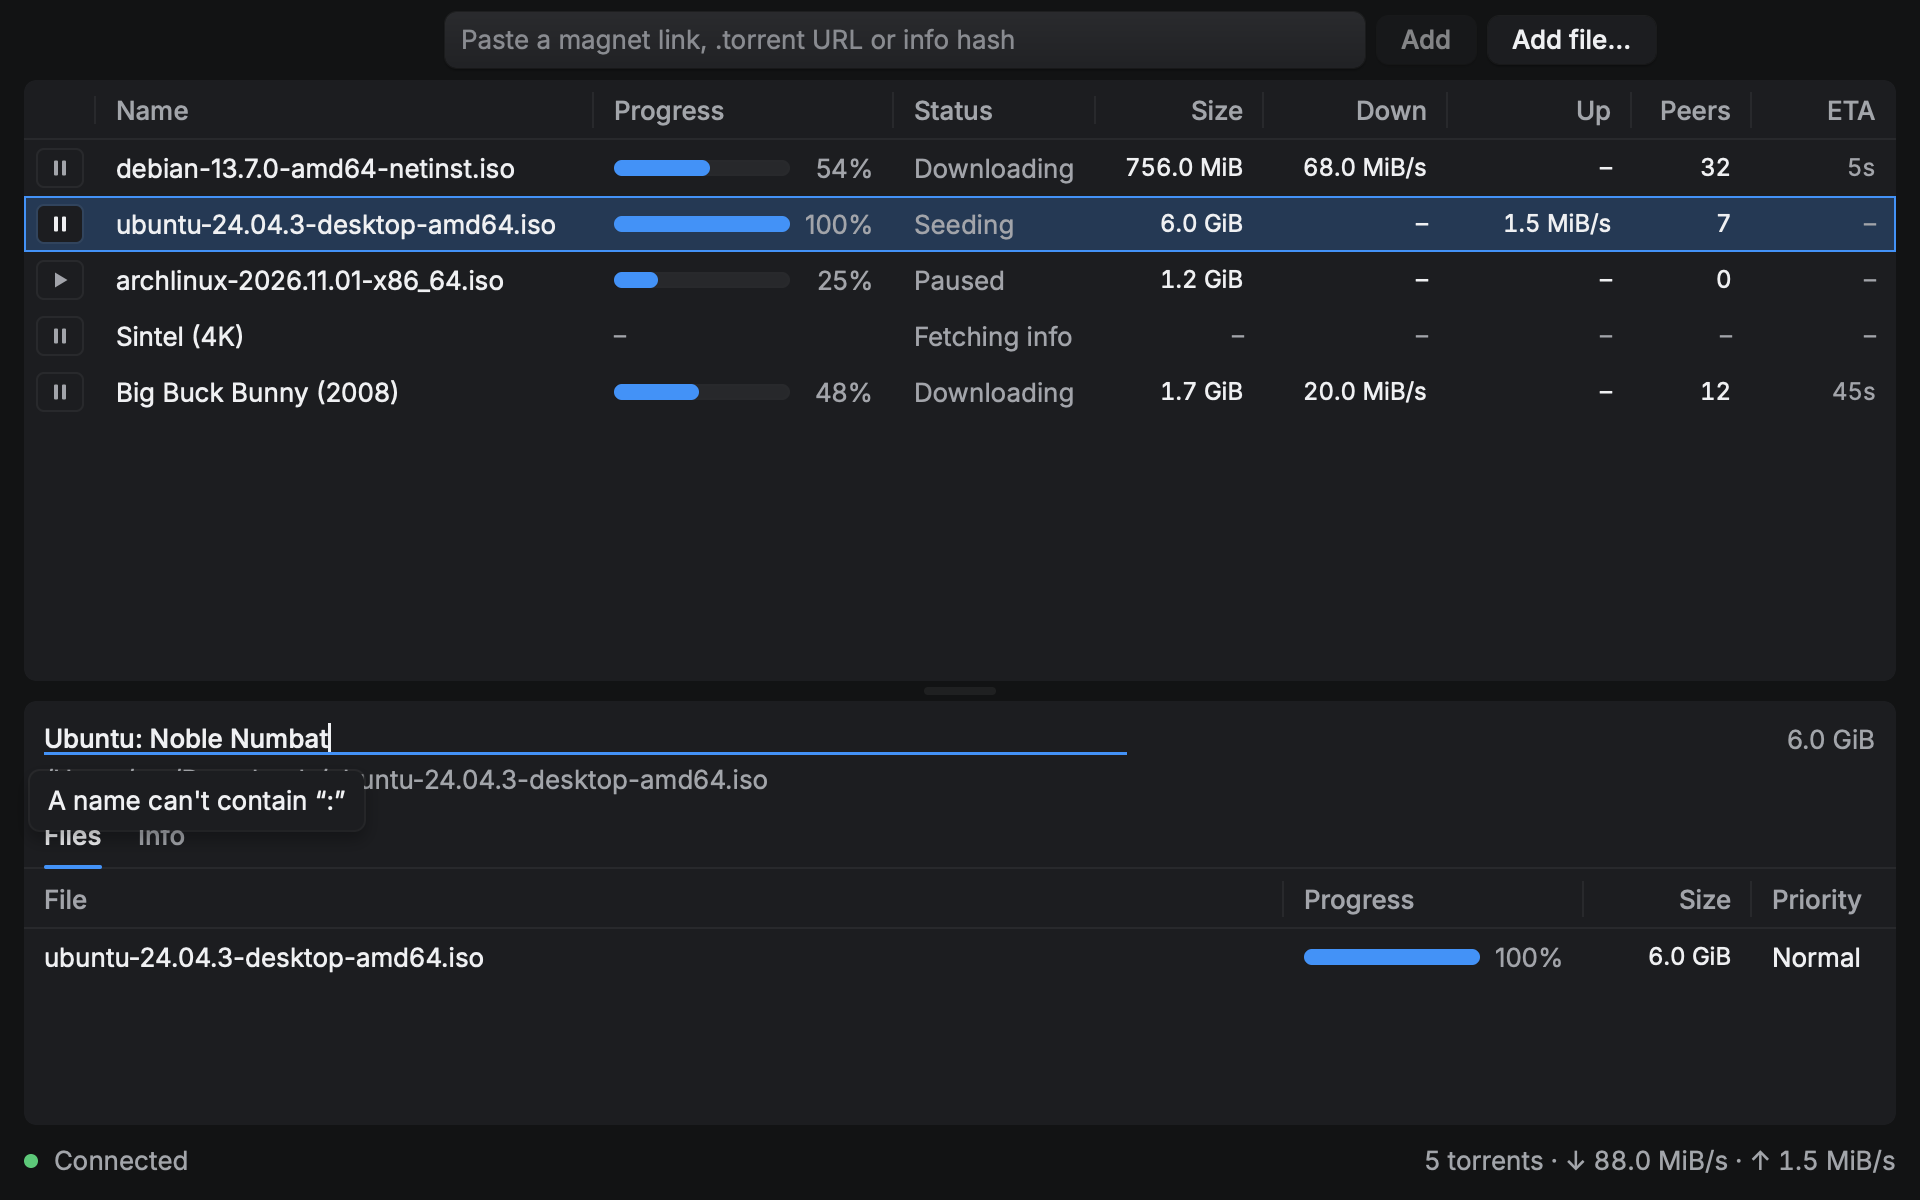 Paste a magnet link, .torrent URL or info hash Add Add file...
Name Progress Status Size Down Up Peers ETA
debian-13.7.0-amd64-netinst.iso 54% Downloading 756.0 MiB 68.0 MiB/s – 32 5s
ubuntu-24.04.3-desktop-amd64.iso 100% Seeding 6.0 GiB – 1.5 MiB/s 7 –
archlinux-2026.11.01-x86_64.iso 25% Paused 1.2 GiB – – 0 –
Sintel (4K) – Fetching info – – – – –
Big Buck Bunny (2008) 48% Downloading 1.7 GiB 20.0 MiB/s – 12 45s
Ubuntu: Noble Numbat 6.0 GiB
untu-24.04.3-desktop-amd64.iso
A name can't contain “:”
Files Info
File Progress Size Priority
ubuntu-24.04.3-desktop-amd64.iso 100% 6.0 GiB Normal
Connected 5 torrents · ↓ 88.0 MiB/s · ↑ 1.5 MiB/s